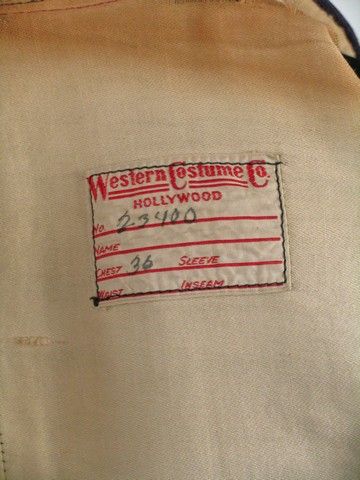 Western Costume Co.
HOLLYWOOD
No. 23400
NAME
CHEST 36 SLEEVE
WAIST INSEAM